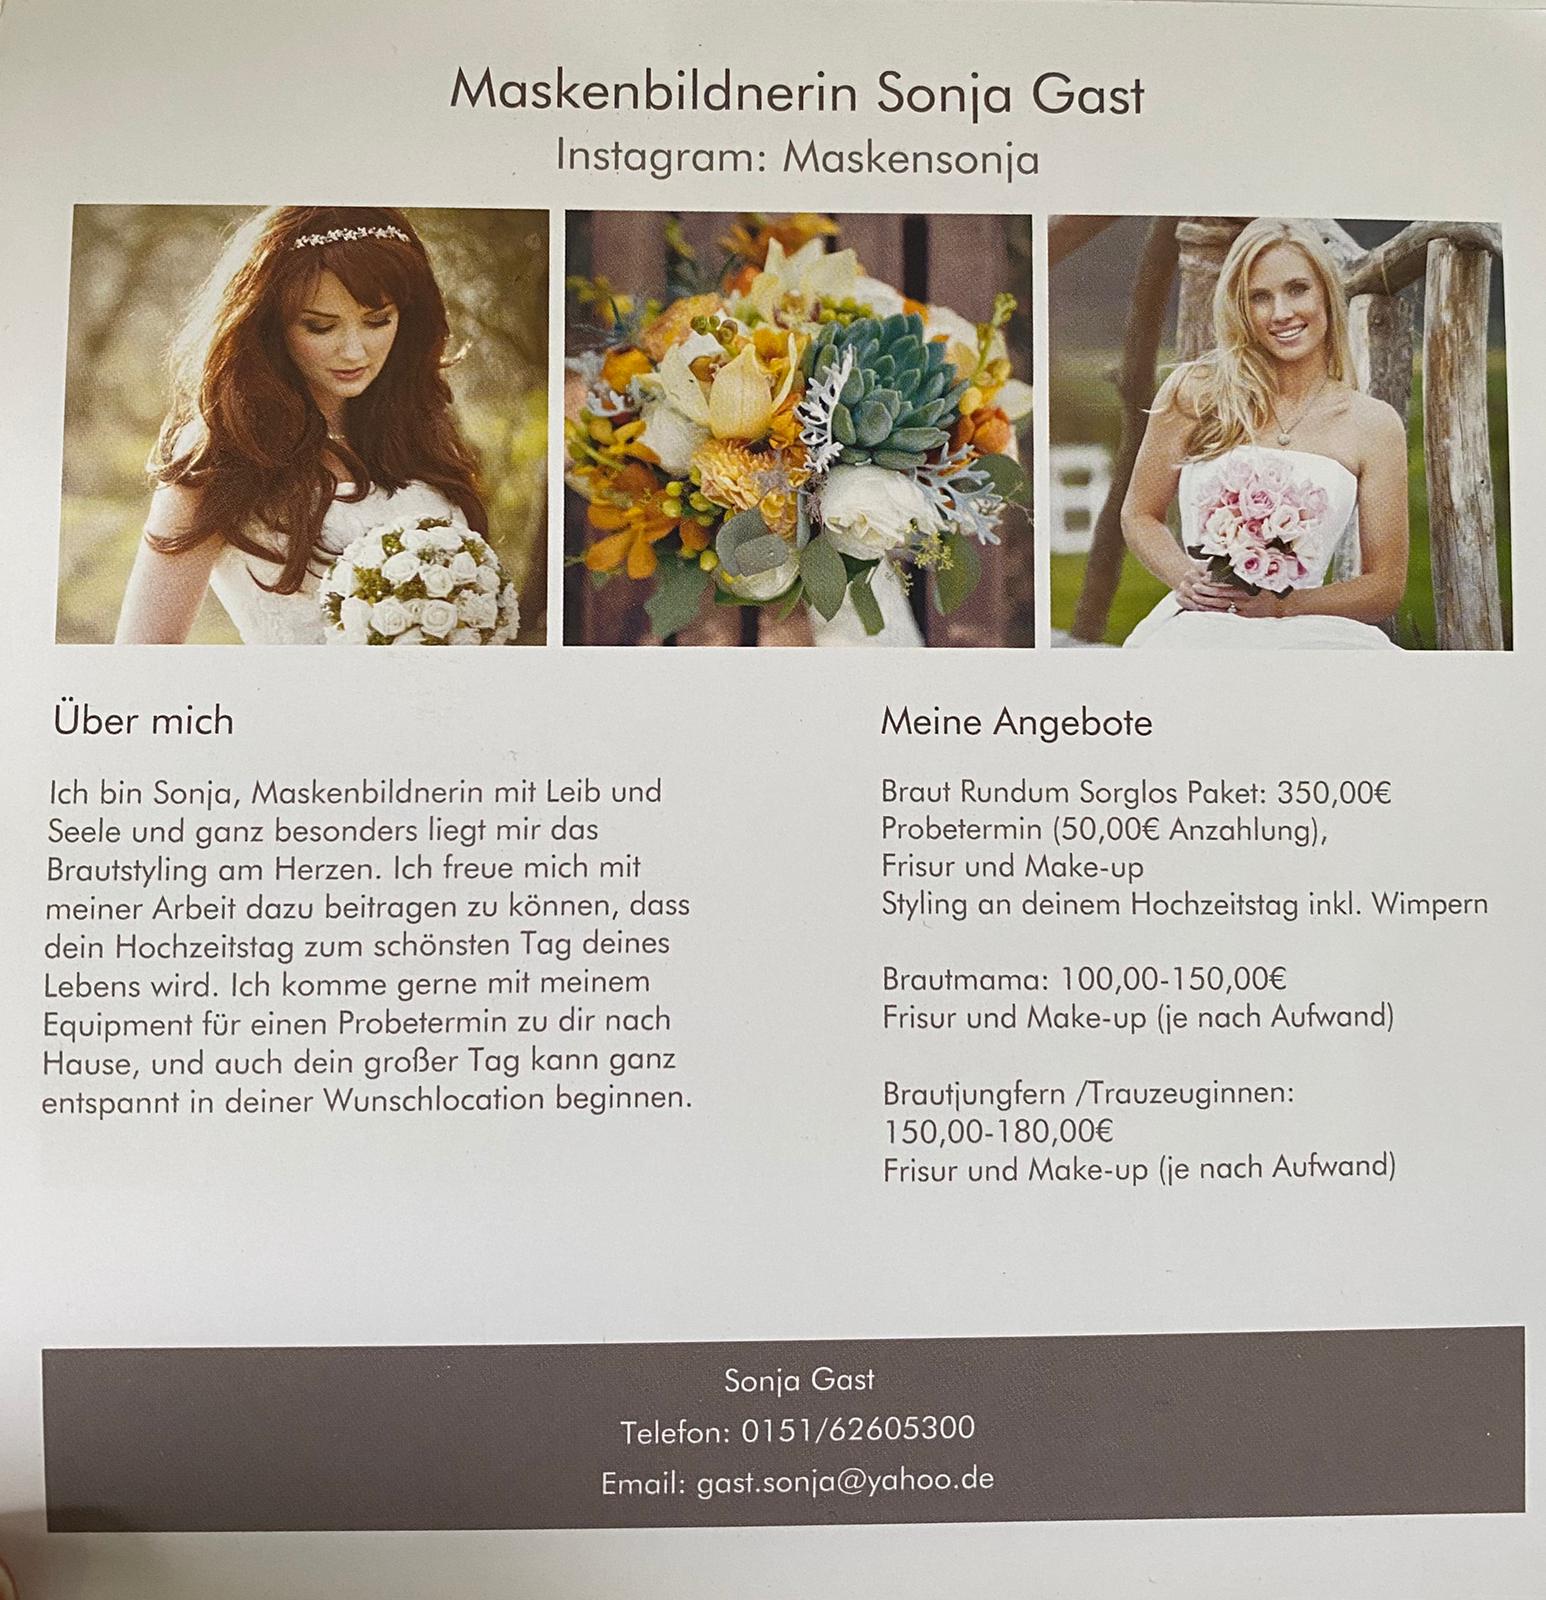 Maskenbildnerin Sonja Gast
Instagram: Maskensonja
Über mich
Ich bin Sonja, Maskenbildnerin mit Leib und
Seele und ganz besonders liegt mir das
Brautstyling am Herzen. Ich freue mich mit
meiner Arbeit dazu beitragen zu können, dass
dein Hochzeitstag zum schönsten Tag deines
Lebens wird. Ich komme gerne mit meinem
Equipment für einen Probetermin zu dir nach
Hause, und auch dein großer Tag kann ganz
entspannt in deiner Wunschlocation beginnen.
Meine Angebote
Braut Rundum Sorglos Paket: 350,00€
Probetermin (50,00€ Anzahlung),
Frisur und Make-up
Styling an deinem Hochzeitstag inkl. Wimpern
Brautmama: 100,00-150,00€
Frisur und Make-up (je nach Aufwand)
Brautjungfern /Trauzeuginnen:
150,00-180,00€
Frisur und Make-up (je nach Aufwand)
Sonja Gast
Telefon: 0151/62605300
Email: gast.sonja@yahoo.de